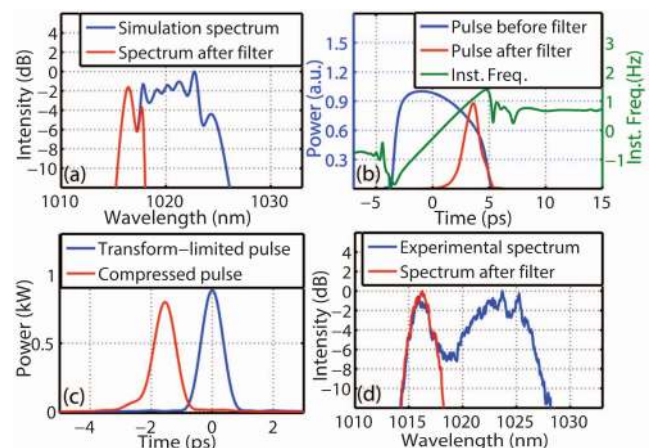 Simulation spectrum
Spectrum after filter
Intensity (dB)
0
−2
−4
−6
−8
−10
(a)
1010 1020 1030
Wavelength (nm)
Pulse before filter
Pulse after filter
Inst. Freq.
Power (a.u.)
1.5
1.2
0.9
0.6
0.3
Inst. Freq.(Hz)
3
2
1
0
−1
(b)
−5 0 5 10 15
Time (ps)
Transform−limited pulse
Compressed pulse
Power (kW)
1
0.5
0
(c)
−4 −2 0 2
Time (ps)
Experimental spectrum
Spectrum after filter
Intensity (dB)
0
−2
−4
−6
−8
−10
(d)
1010 1015 1020 1025 1030
Wavelength (nm)